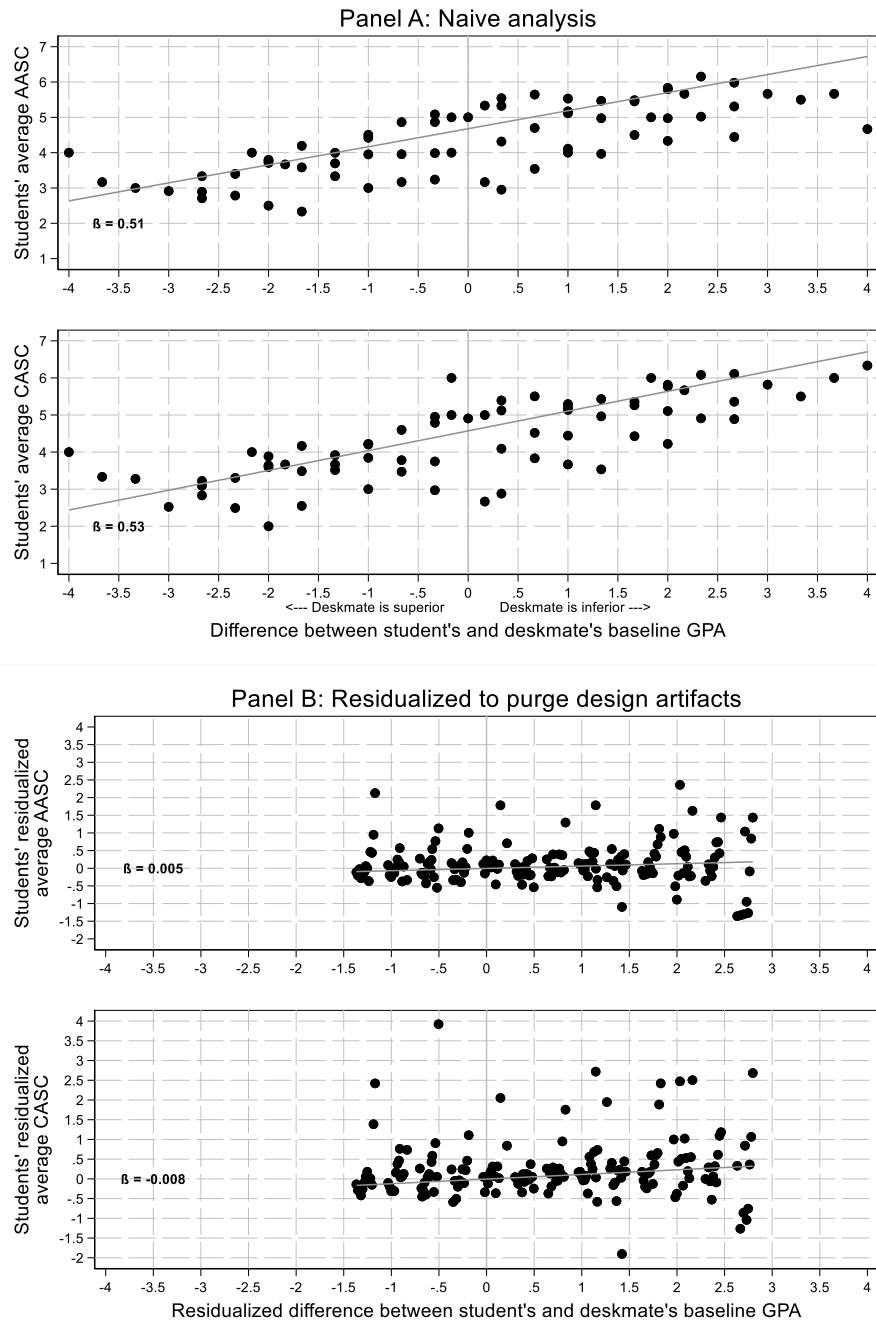 Panel A: Naive analysis
Students' average AASC
7
6
5
4
3
2
1
ß = 0.51
-4 -3.5 -3 -2.5 -2 -1.5 -1 -.5 0 .5 1 1.5 2 2.5 3 3.5 4
Students' average CASC
7
6
5
4
3
2
1
ß = 0.53
-4 -3.5 -3 -2.5 -2 -1.5 -1 -.5 0 .5 1 1.5 2 2.5 3 3.5 4
<--- Deskmate is superior Deskmate is inferior --->
Difference between student's and deskmate's baseline GPA
Panel B: Residualized to purge design artifacts
Students' residualized
average AASC
4
3.5
3
2.5
2
1.5
1
.5
0
-.5
-1
-1.5
-2
ß = 0.005
-4 -3.5 -3 -2.5 -2 -1.5 -1 -.5 0 .5 1 1.5 2 2.5 3 3.5 4
Students' residualized
average CASC
4
3.5
3
2.5
2
1.5
1
.5
0
-.5
-1
-1.5
-2
ß = -0.008
-4 -3.5 -3 -2.5 -2 -1.5 -1 -.5 0 .5 1 1.5 2 2.5 3 3.5 4
Residualized difference between student's and deskmate's baseline GPA